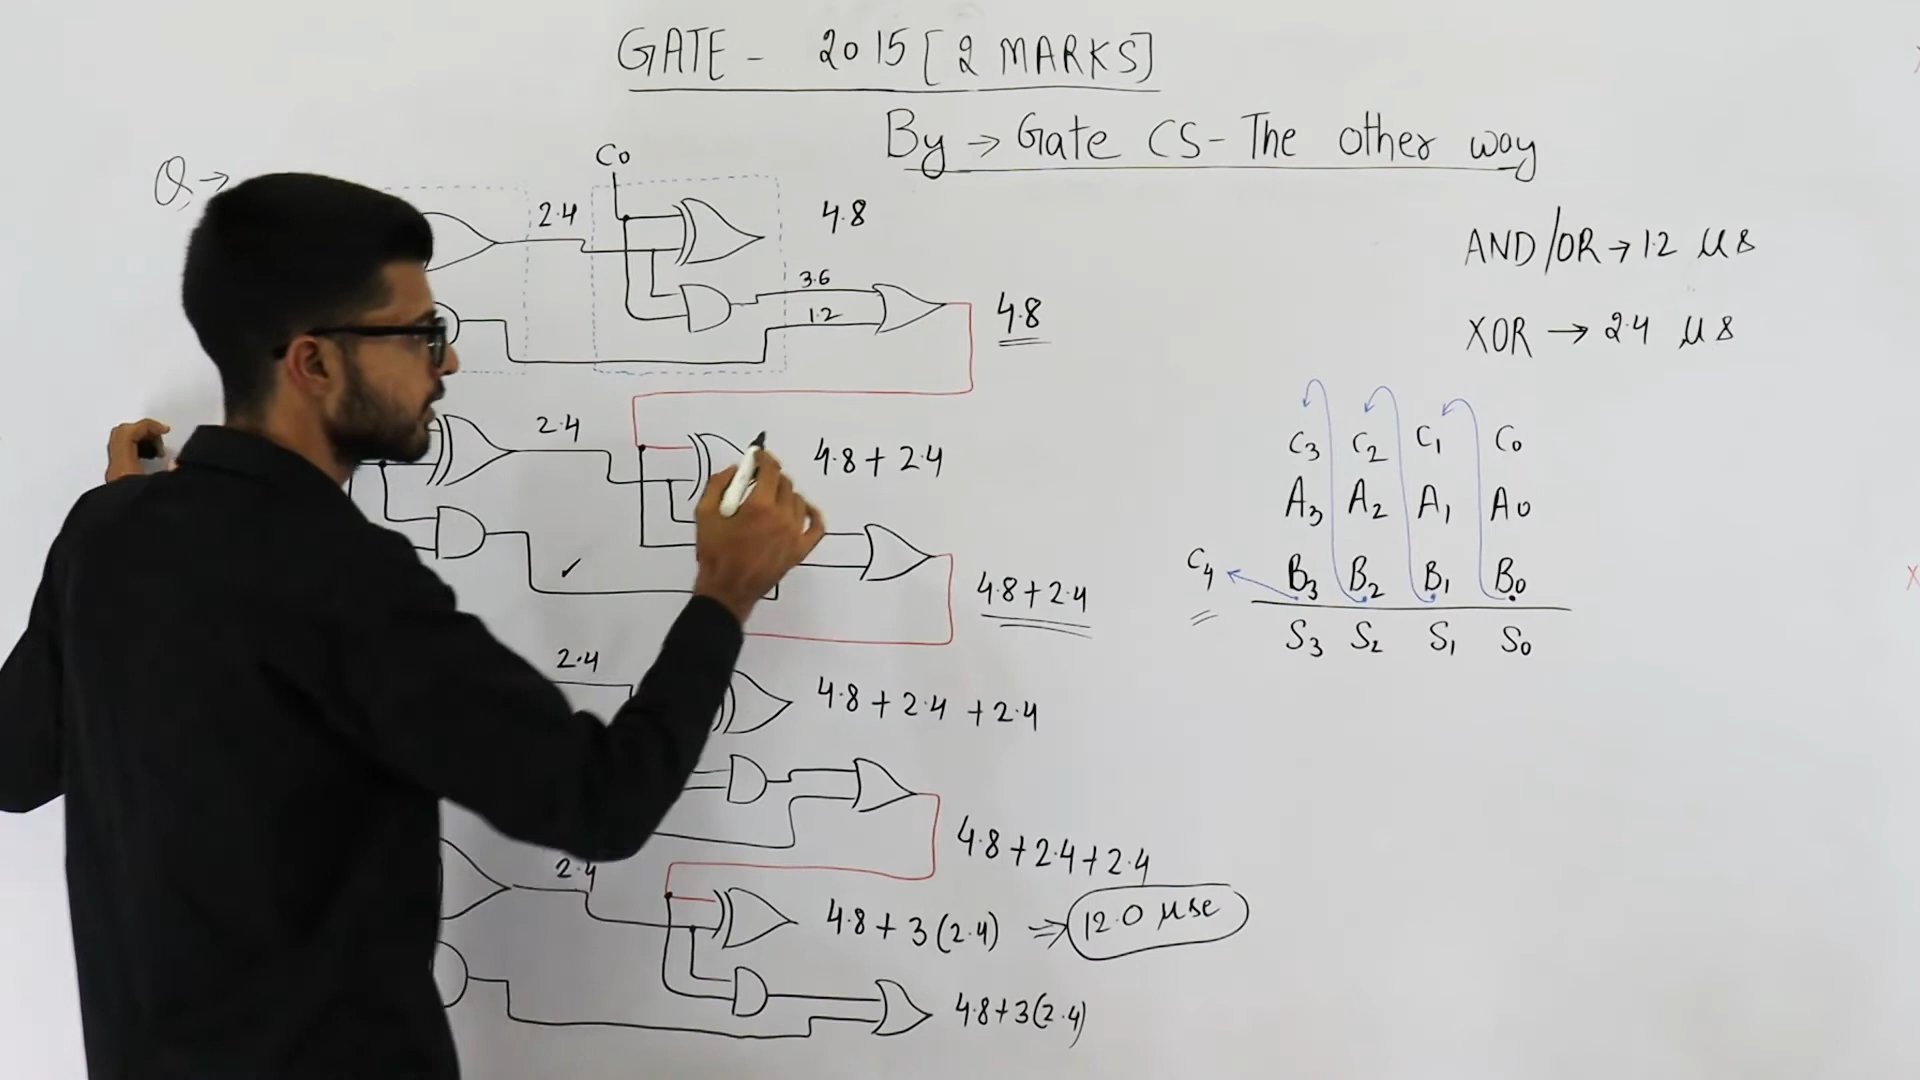 GATE - 2015 [2 MARKS]
By → Gate CS - The other way
Q →
C0
2.4
4.8
3.6
1.2
4.8
AND/OR → 1.2 μs
XOR → 2.4 μs
2.4
4.8 + 2.4
4.8 + 2.4
C3 C2 C1 C0
A3 A2 A1 A0
C4 B3 B2 B1 B0
S3 S2 S1 S0
2.4
4.8 + 2.4 + 2.4
4.8 + 2.4 + 2.4
2.4
4.8 + 3(2.4) ⇒ 12.0 μse
4.8 + 3(2.4)